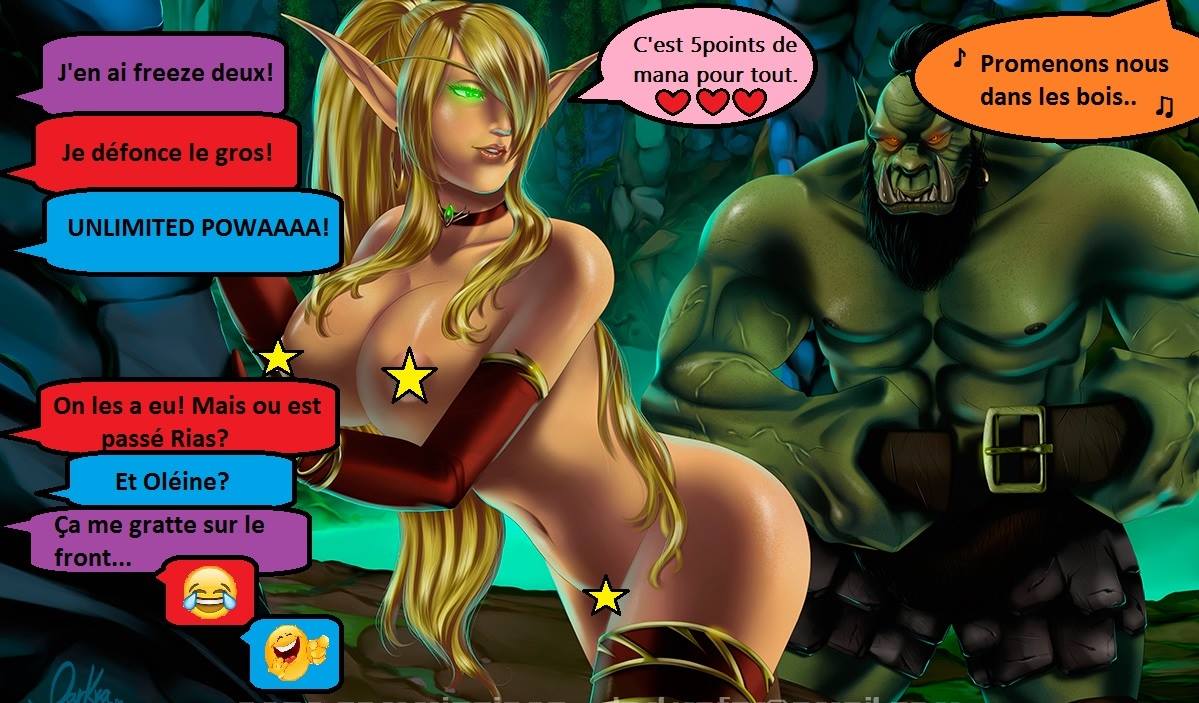 J'en ai freeze deux!
Je défonce le gros!
UNLIMITED POWAAAA!
C'est 5points de
mana pour tout.
Promenons nous
dans les bois..
On les a eu! Mais ou est
passé Rias?
Et Oléine?
Ça me gratte sur le
front...
Darkra